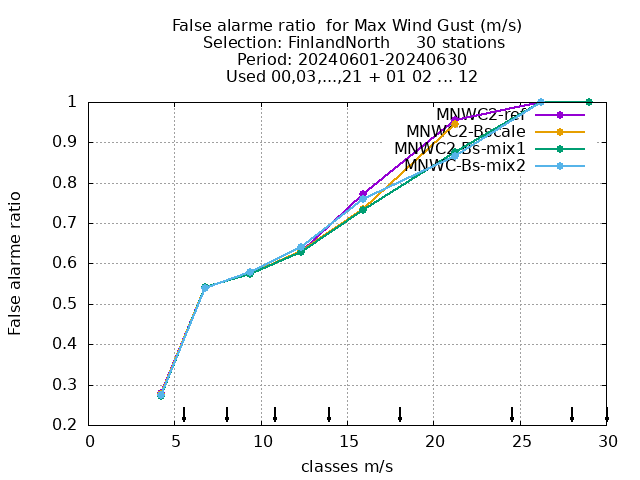 False alarme ratio  for Max Wind Gust (m/s)
Selection: FinlandNorth     30 stations
Period: 20240601-20240630
Used 00,03,...,21 + 01 02 ... 12
MNWC2-ref
MNWC2-Bscale
MNWC2-Bs-mix1
MNWC-Bs-mix2
False alarme ratio
1
0.9
0.8
0.7
0.6
0.5
0.4
0.3
0.2
0 5 10 15 20 25 30
classes m/s